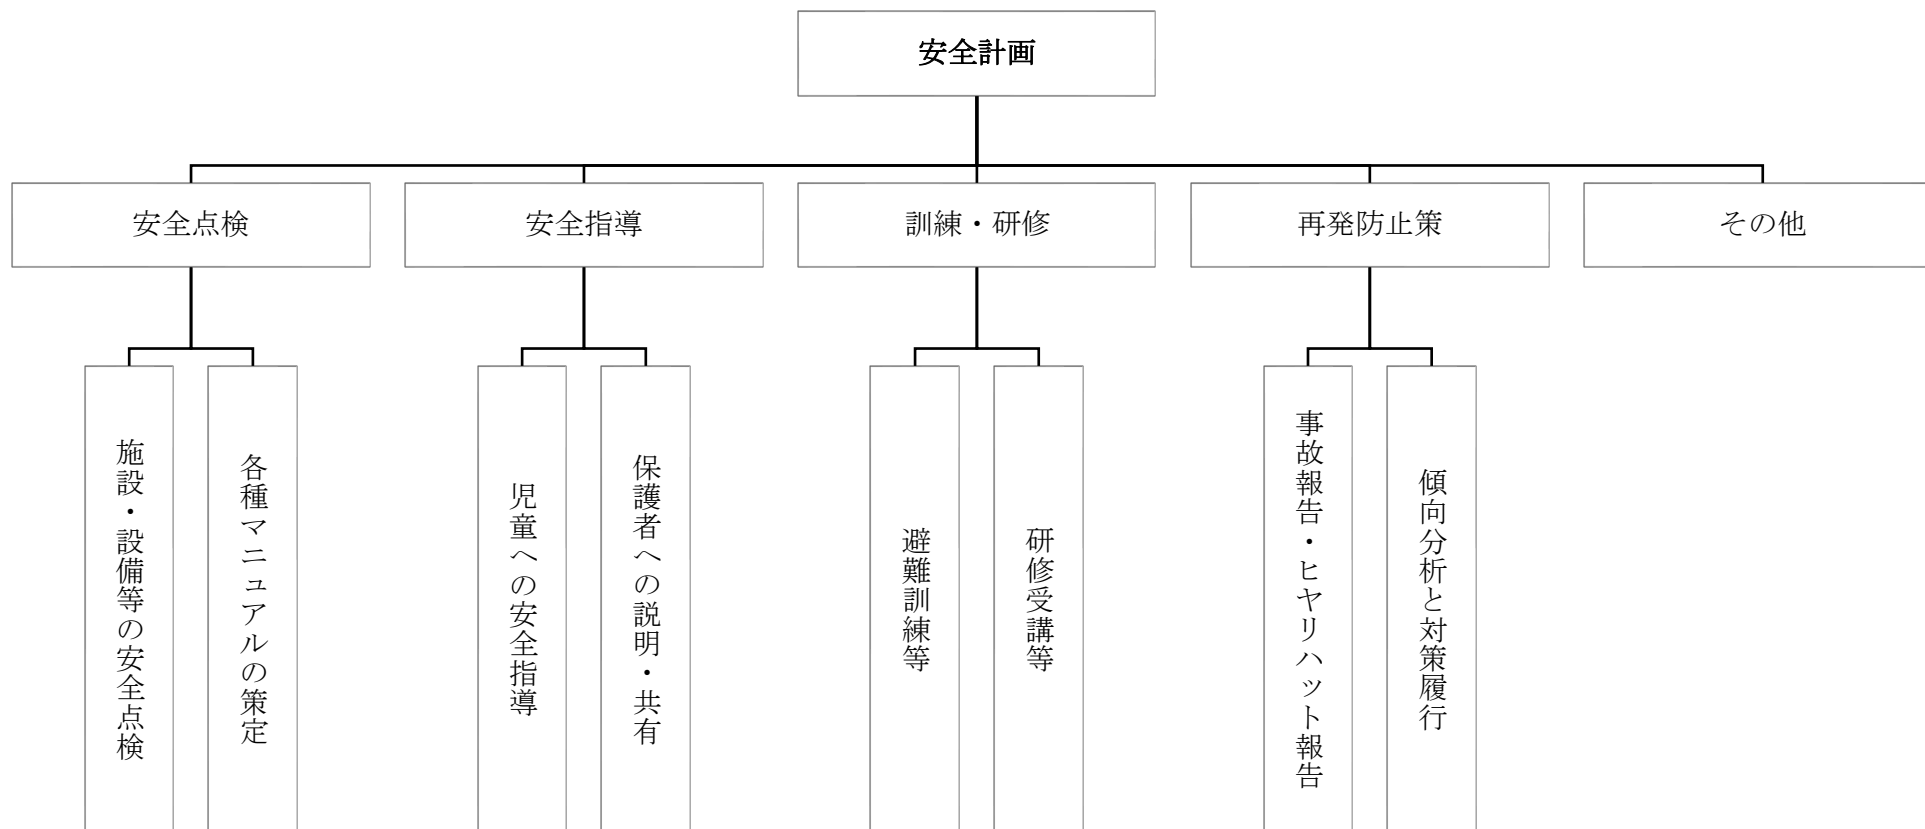 安全計画
安全点検
安全指導
訓練・研修
再発防止策
その他
施設・設備等の安全点検
各種マニュアルの策定
児童への安全指導
保護者への説明・共有
避難訓練等
研修受講等
事故報告・ヒヤリハット報告
傾向分析と対策履行